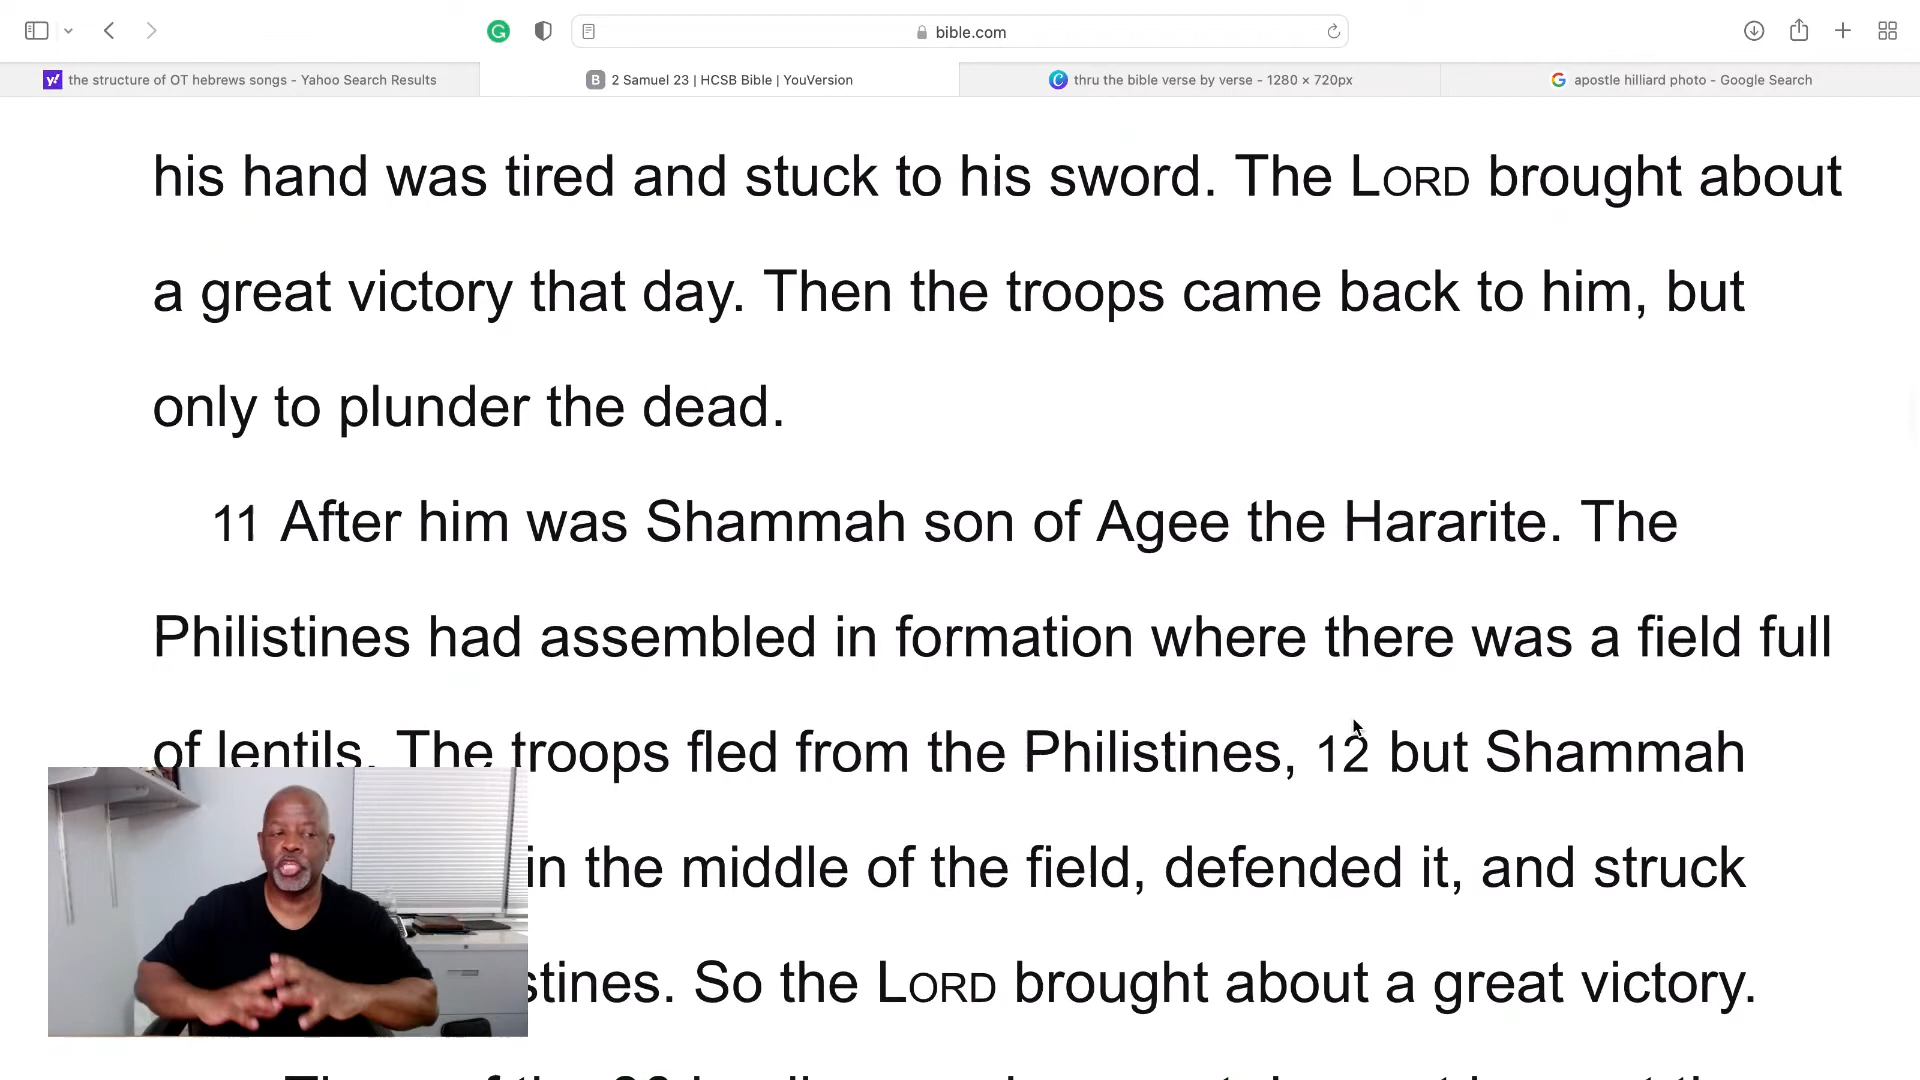 bible.com
the structure of OT hebrews songs - Yahoo Search Results
2 Samuel 23 | HCSB Bible | YouVersion
thru the bible verse by verse - 1280 × 720px
apostle hilliard photo - Google Search
his hand was tired and stuck to his sword. The LORD brought about
a great victory that day. Then the troops came back to him, but
only to plunder the dead.
11 After him was Shammah son of Agee the Hararite. The
Philistines had assembled in formation where there was a field full
of lentils. The troops fled from the Philistines, 12 but Shammah
in the middle of the field, defended it, and struck
stines. So the LORD brought about a great victory.